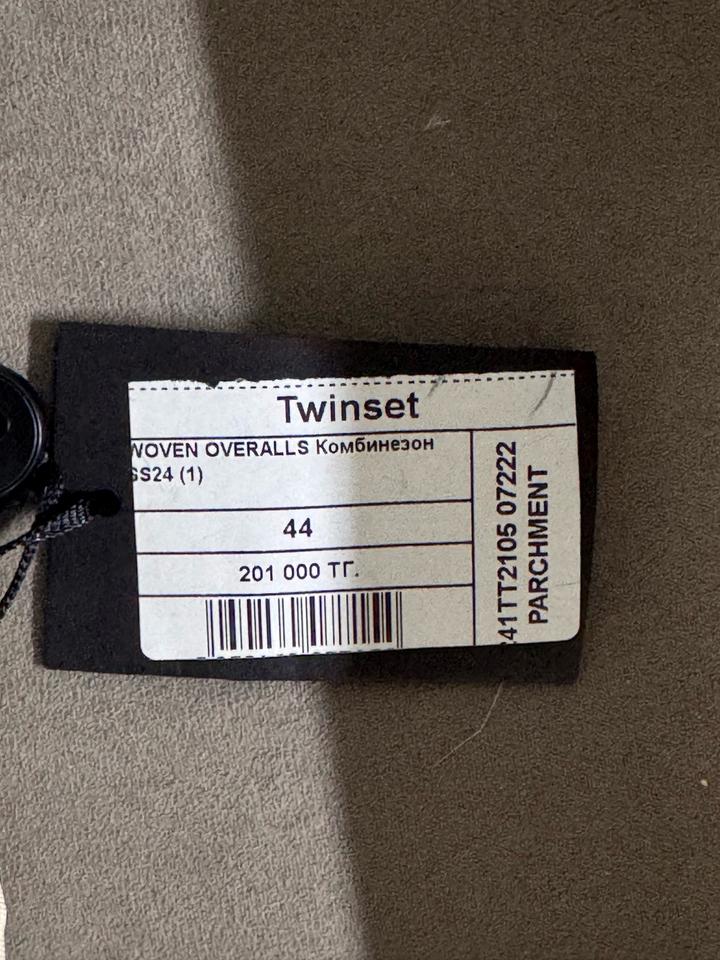 Twinset
WOVEN OVERALLS Комбинезон
SS24 (1)
44
201 000 ТГ.
41TT2105 07222
PARCHMENT